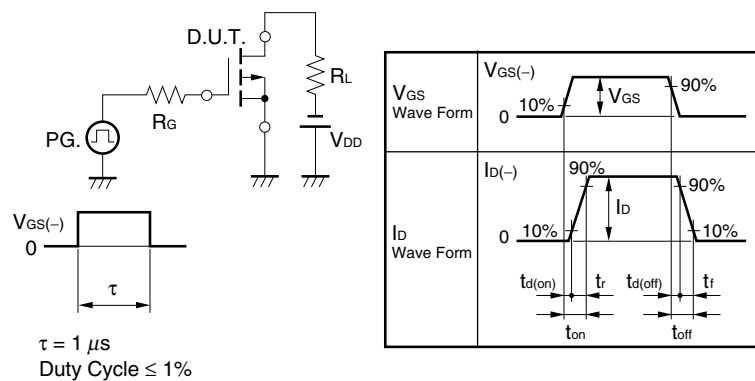 D.U.T.
RL
RG
PG.
VDD
VGS(−)
0
τ
τ = 1 μs
Duty Cycle ≤ 1%
VGS
Wave Form
VGS(−)
10%
0
VGS
90%
ID
Wave Form
ID(−)
90%
90%
ID
10%
0
10%
td(on)
tr
td(off)
tf
ton
toff